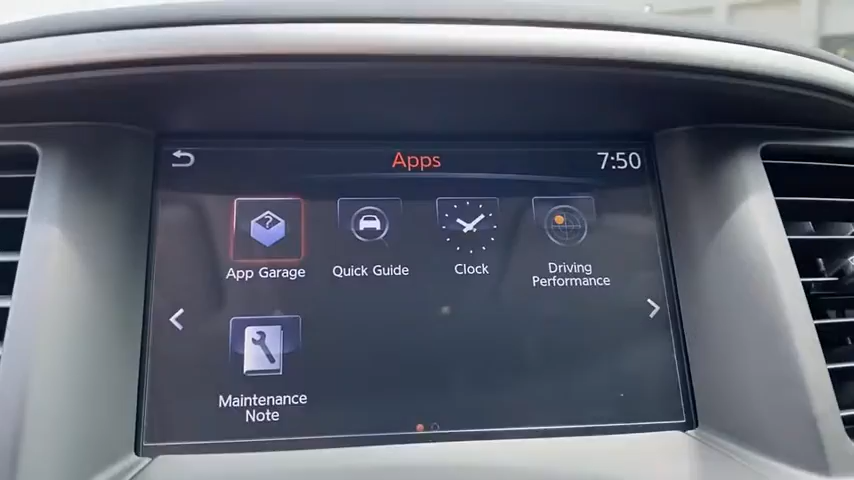 Apps
7:50
App Garage
Quick Guide
Clock
Driving
Performance
Maintenance
Note